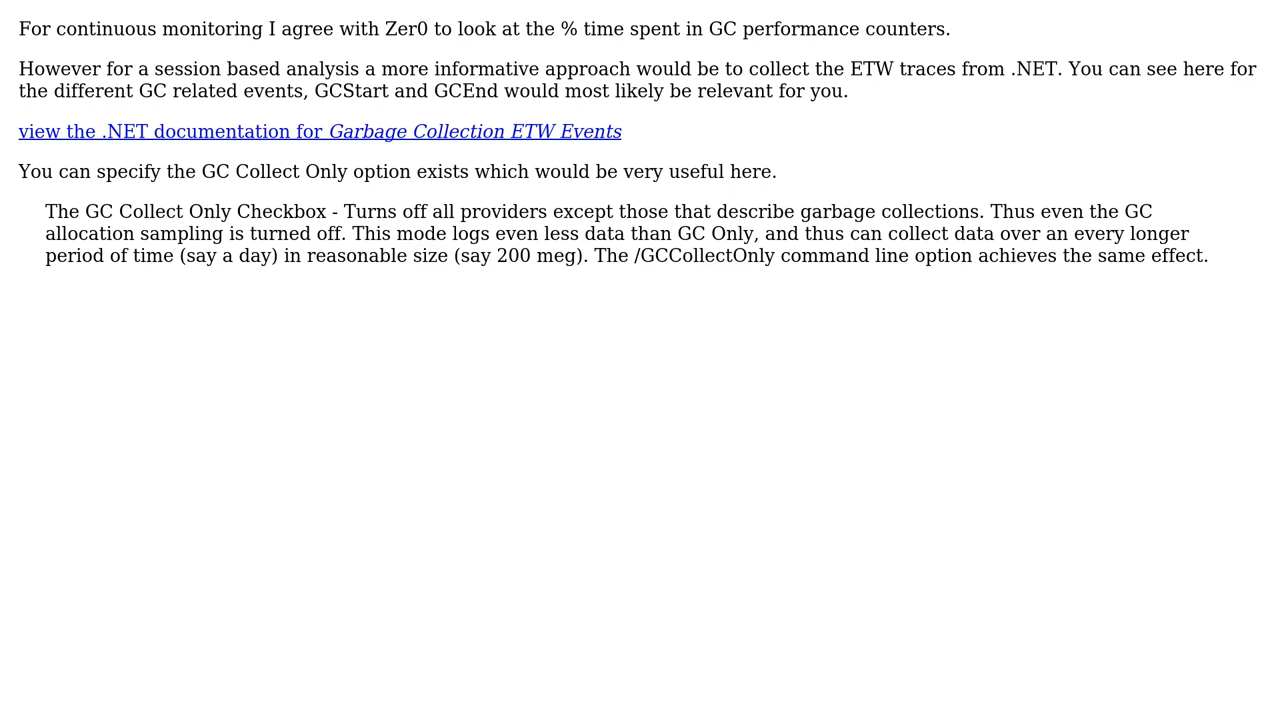 For continuous monitoring I agree with Zer0 to look at the % time spent in GC performance counters.
However for a session based analysis a more informative approach would be to collect the ETW traces from .NET. You can see here for
the different GC related events, GCStart and GCEnd would most likely be relevant for you.
view the .NET documentation for Garbage Collection ETW Events
You can specify the GC Collect Only option exists which would be very useful here.
The GC Collect Only Checkbox - Turns off all providers except those that describe garbage collections. Thus even the GC
allocation sampling is turned off. This mode logs even less data than GC Only, and thus can collect data over an every longer
period of time (say a day) in reasonable size (say 200 meg). The /GCCollectOnly command line option achieves the same effect.